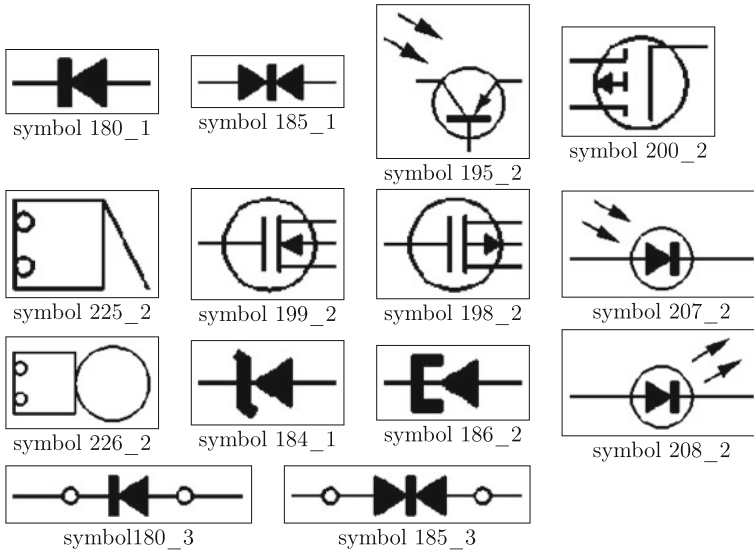 symbol 180_1
symbol 185_1
symbol 195_2
symbol 200_2
symbol 225_2
symbol 199_2
symbol 198_2
symbol 207_2
symbol 226_2
symbol 184_1
symbol 186_2
symbol 208_2
symbol180_3
symbol 185_3